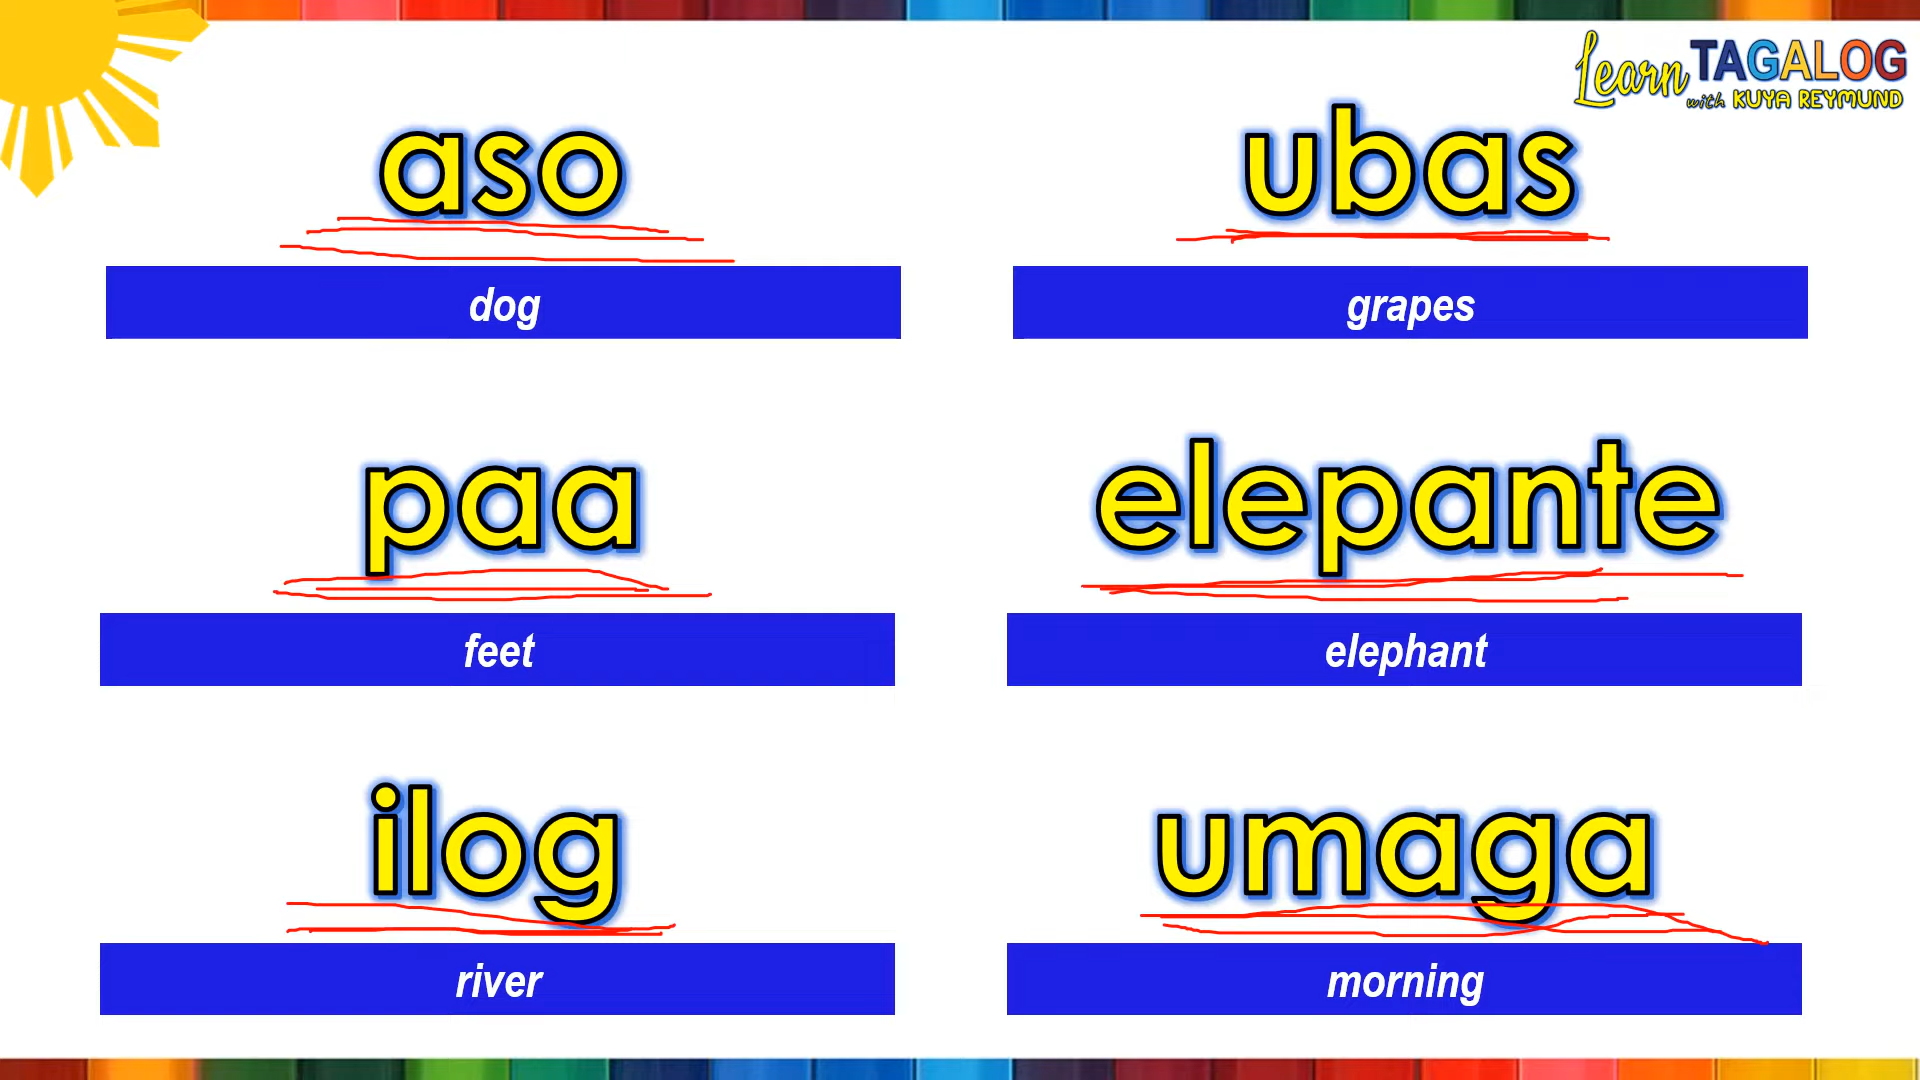 Learn TAGALOG
with KUYA REYMUND
aso
dog
ubas
grapes
paa
feet
elepante
elephant
ilog
river
umaga
morning